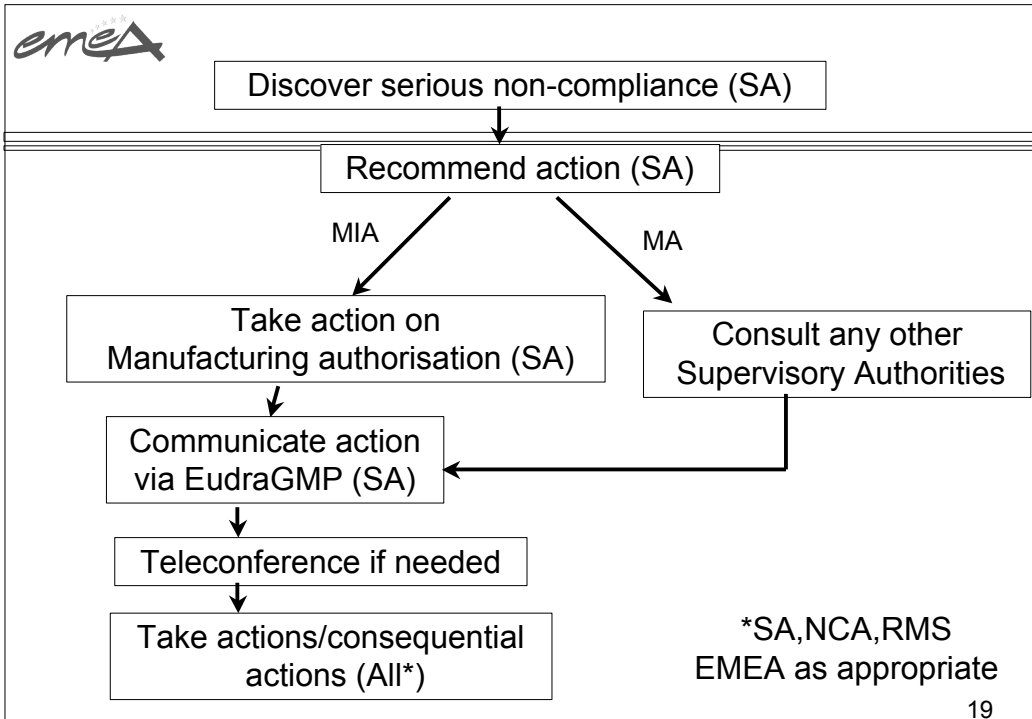 emeA
Discover serious non-compliance (SA)
Recommend action (SA)
MIA
MA
Take action on
Manufacturing authorisation (SA)
Consult any other
Supervisory Authorities
Communicate action
via EudraGMP (SA)
Teleconference if needed
Take actions/consequential
actions (All*)
*SA,NCA,RMS
EMEA as appropriate
19